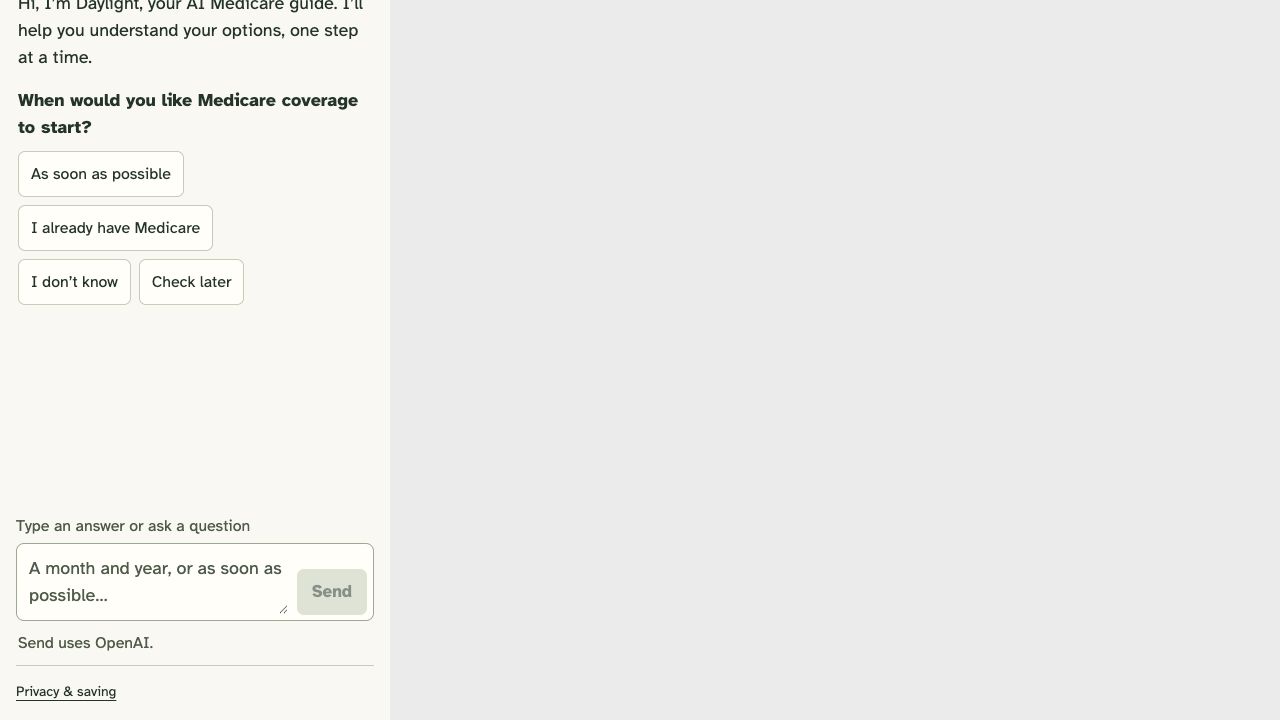 Hi, I'm Daylight, your AI Medicare guide. I'll
help you understand your options, one step
at a time.
When would you like Medicare coverage
to start?
As soon as possible
I already have Medicare
I don’t know
Check later
Type an answer or ask a question
A month and year, or as soon as
possible...
Send
Send uses OpenAI.
Privacy & saving